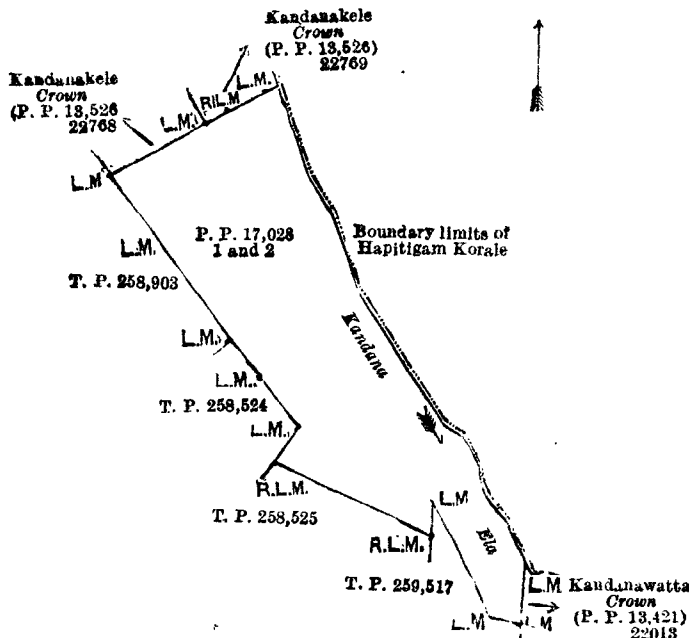 Kandanakele
Crown
(P. P. 13,526)
22769
Kandanakele
Crown
(P. P. 13,526
22768
L.M.
R.L.M
L.M.
L.M
L.M.
P. P. 17,028
1 and 2
Boundary limits of
Hapitigam Korale
T. P. 258,903
Kandana
L.M.
L.M.
T. P. 258,524
L.M.
R.L.M.
T. P. 258,525
L.M
R.L.M.
Ela
T. P. 259,517
L.M
Kandanawatta
Crown
(P. P. 13,421)
22013
L.M
L.M